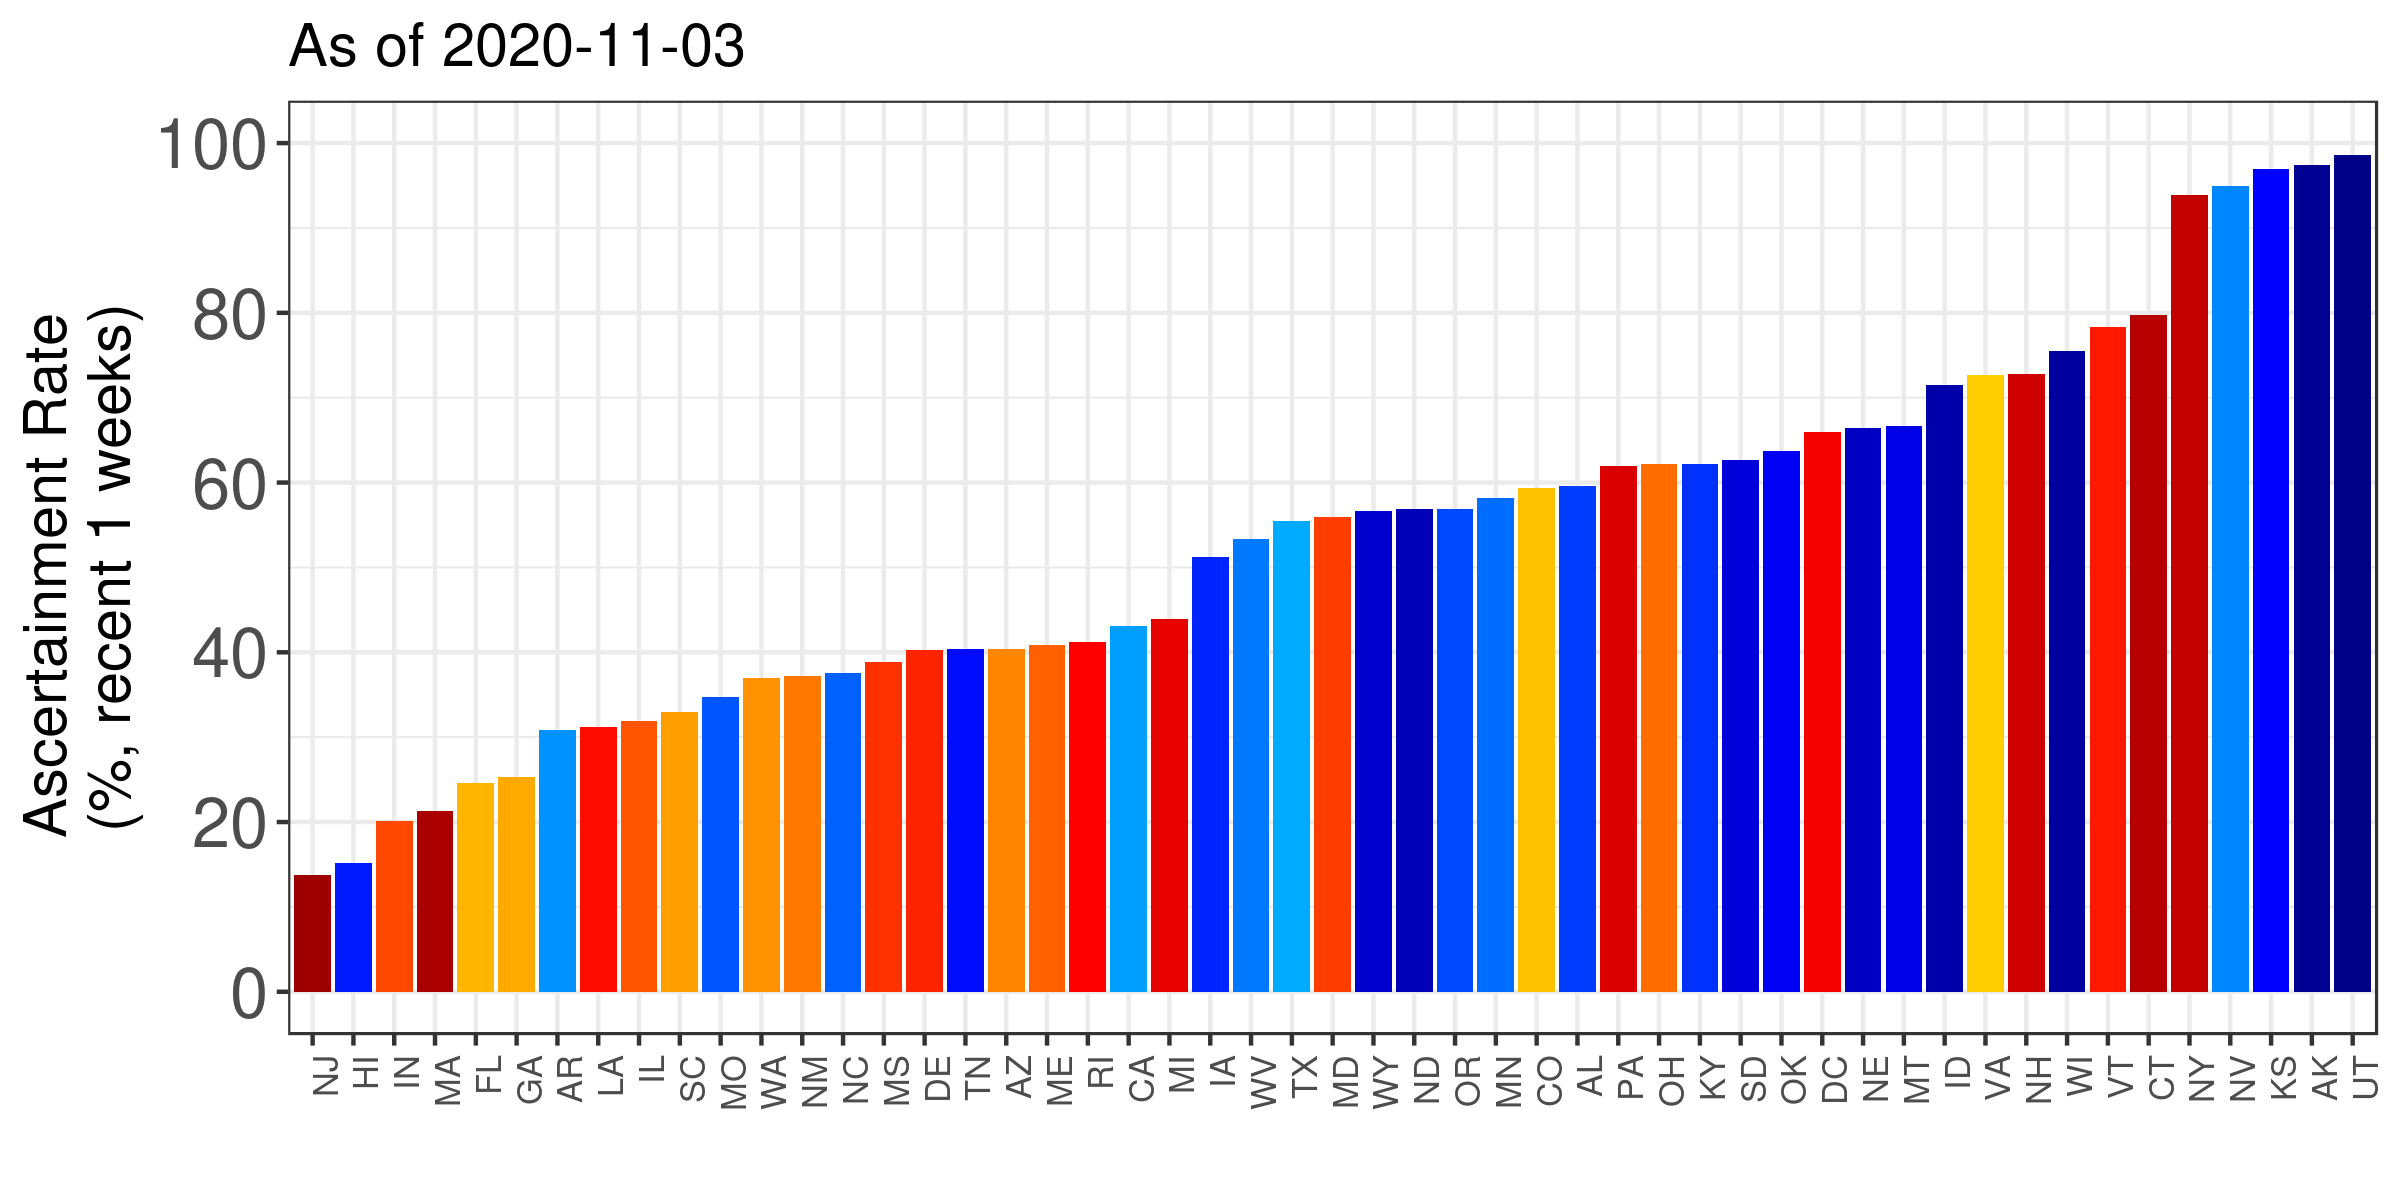 As of 2020-11-03
Ascertainment Rate
(%, recent 1 weeks)
100
80
60
40
20
0
NJ HI IN MA FL GA AR LA IL SC MO WA NM NC MS DE TN AZ ME RI CA MI IA WV TX MD WY ND OR MN CO AL PA OH KY SD OK DC NE MT ID VA NH WI VT CT NY NV KS AK UT